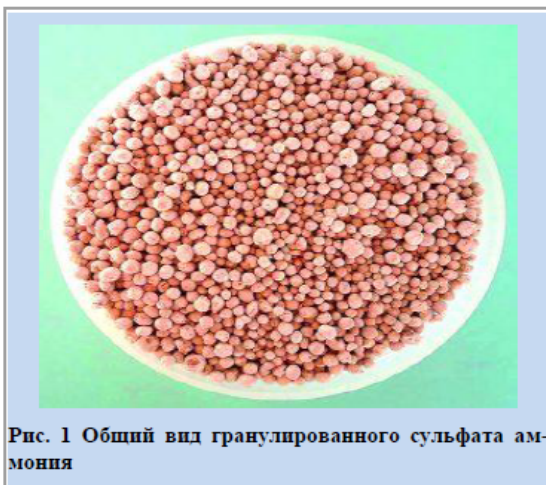 Рис. 1 Общий вид гранулированного сульфата ам-
мония